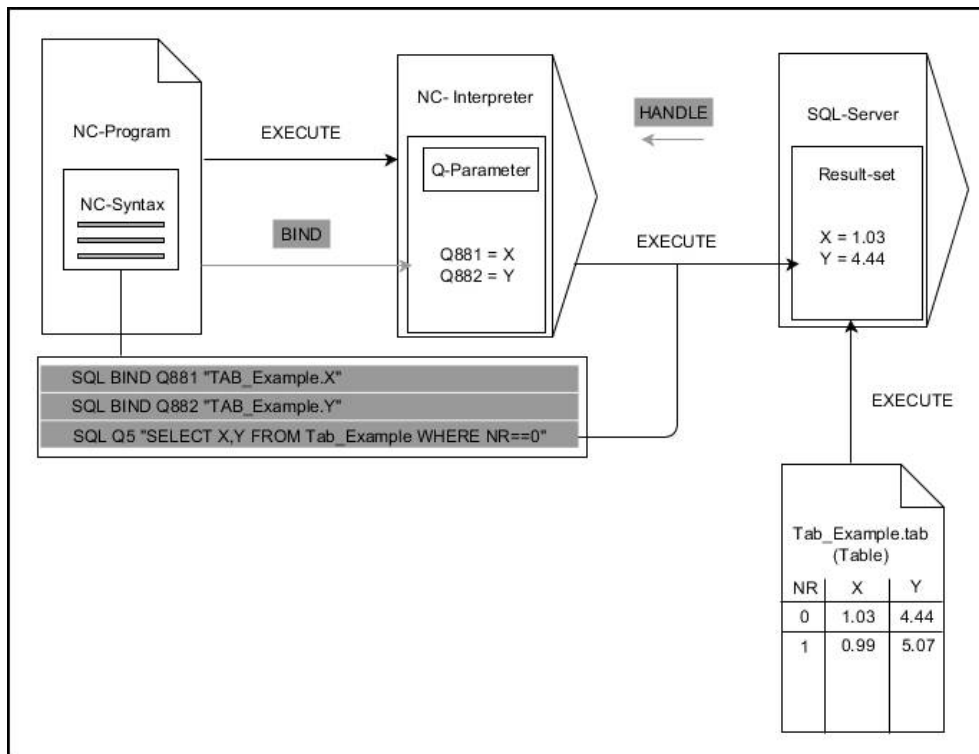 NC-Program
NC-Syntax
EXECUTE
BIND
NC- Interpreter
Q-Parameter
Q881 = X
Q882 = Y
HANDLE
EXECUTE
SQL-Server
Result-set
X = 1.03
Y = 4.44
SQL BIND Q881 "TAB_Example.X"
SQL BIND Q882 "TAB_Example.Y"
SQL Q5 "SELECT X,Y FROM Tab_Example WHERE NR==0"
EXECUTE
Tab_Example.tab
(Table)
NR X Y
0 1.03 4.44
1 0.99 5.07